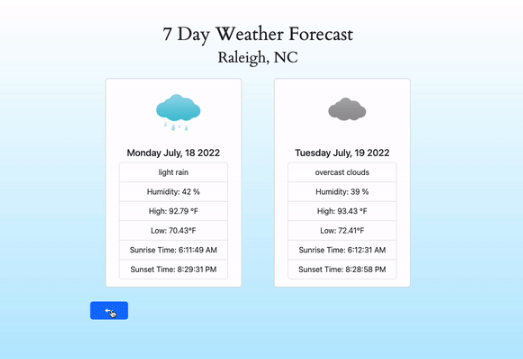 7 Day Weather Forecast
Raleigh, NC
Monday July, 18 2022
light rain
Humidity: 42 %
High: 92.79 °F
Low: 70.43°F
Sunrise Time: 6:11:49 AM
Sunset Time: 8:29:31 PM
Tuesday July, 19 2022
overcast clouds
Humidity: 39 %
High: 93.43 °F
Low: 72.41°F
Sunrise Time: 6:12:31 AM
Sunset Time: 8:28:58 PM